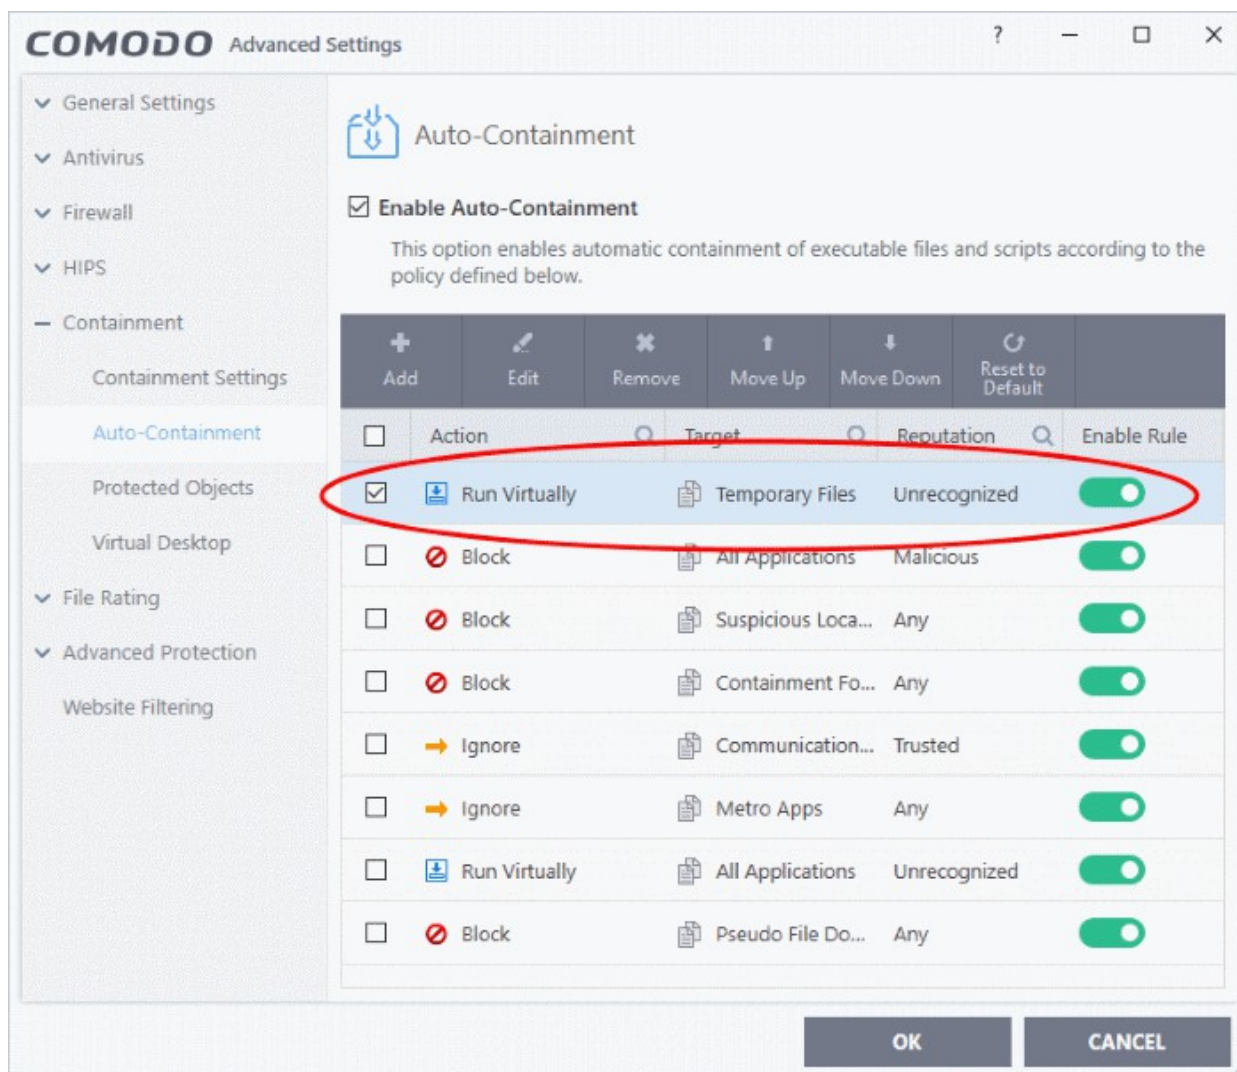 COMODO Advanced Settings ?
General Settings
Antivirus
Firewall
HIPS
Containment
Containment Settings
Auto-Containment
Protected Objects
Virtual Desktop
File Rating
Advanced Protection
Website Filtering
Auto-Containment
Enable Auto-Containment
This option enables automatic containment of executable files and scripts according to the
policy defined below.
Add Edit Remove Move Up Move Down Reset to
Default
Action Target Reputation Enable Rule
Run Virtually Temporary Files Unrecognized
Block All Applications Malicious
Block Suspicious Loca... Any
Block Containment Fo... Any
Ignore Communication... Trusted
Ignore Metro Apps Any
Run Virtually All Applications Unrecognized
Block Pseudo File Do... Any
OK CANCEL